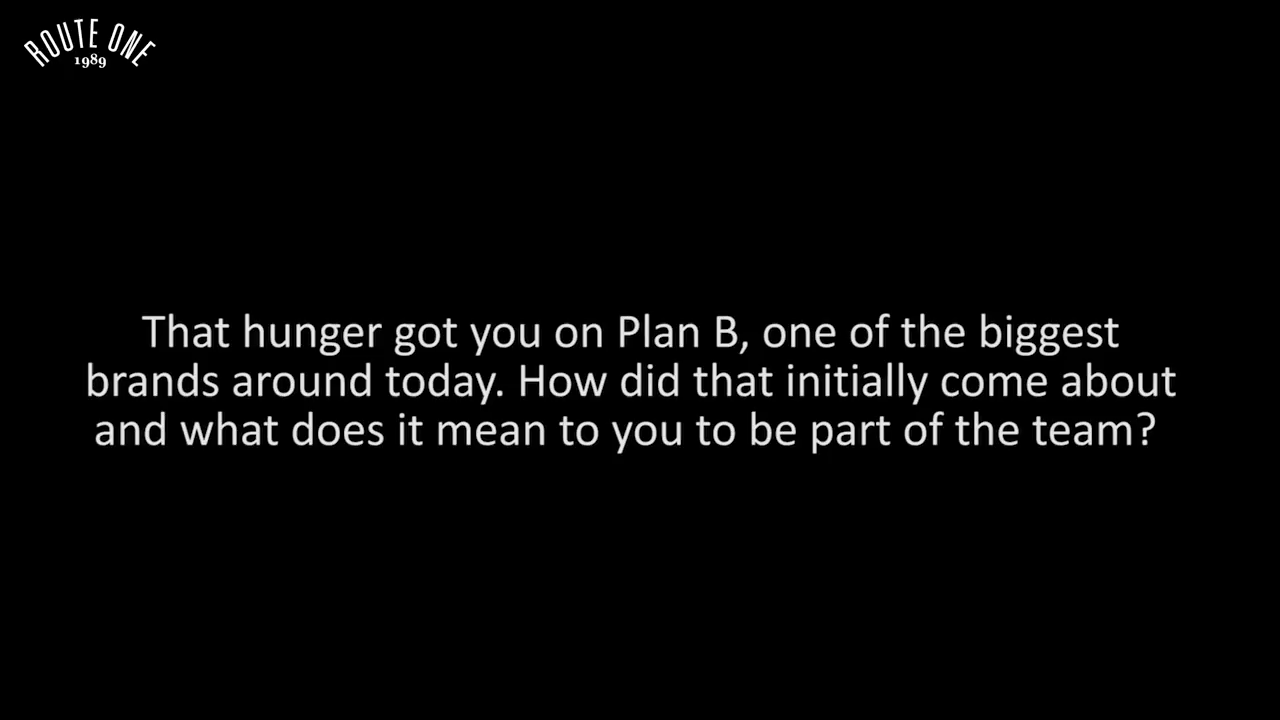 ROUTE ONE
1989
That hunger got you on Plan B, one of the biggest
brands around today. How did that initially come about
and what does it mean to you to be part of the team?